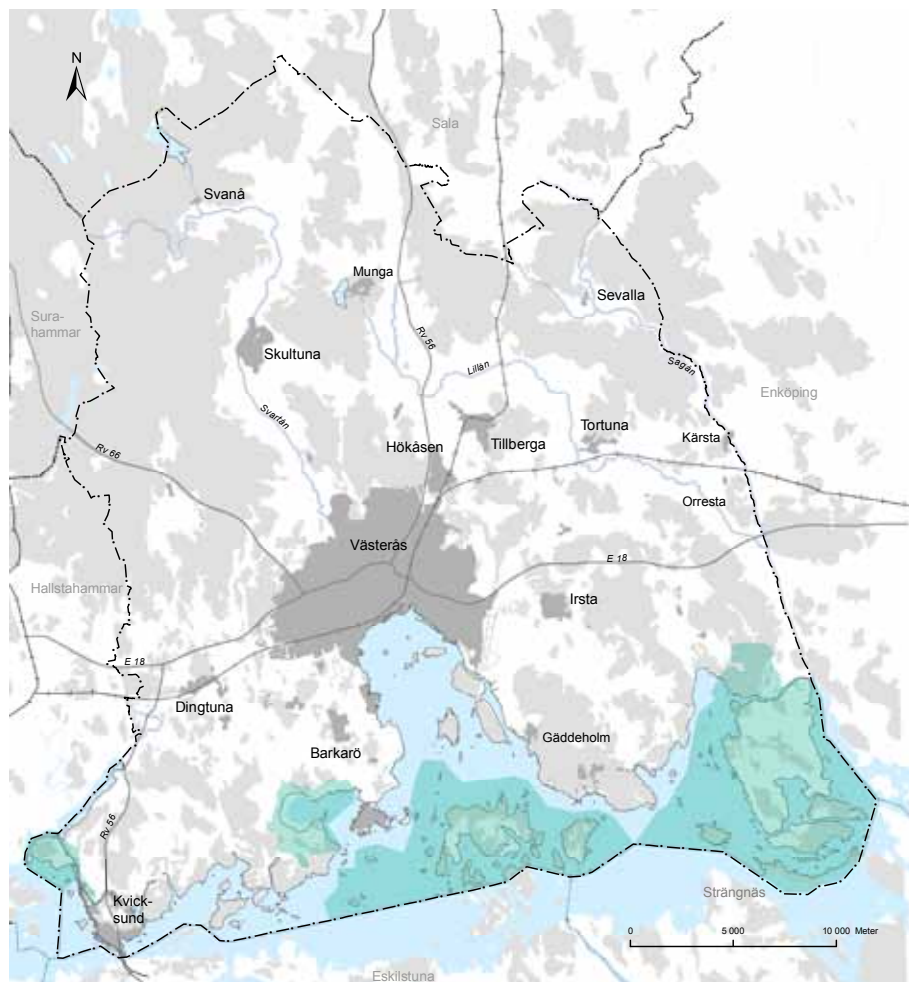 N
Sala
Svanå
Munga
Sevalla
Sura-
hammar
Rv 56
Skultuna
Lillån
Sagån
Enköping
Svartån
Tortuna
Kärsta
Hökåsen
Tillberga
Rv 66
Orresta
Västerås
E 18
Hallstahammar
Irsta
E 18
Dingtuna
Gäddeholm
Barkarö
Rv 56
Kvick-
sund
Strängnäs
0 5 000 10 000 Meter
Eskilstuna